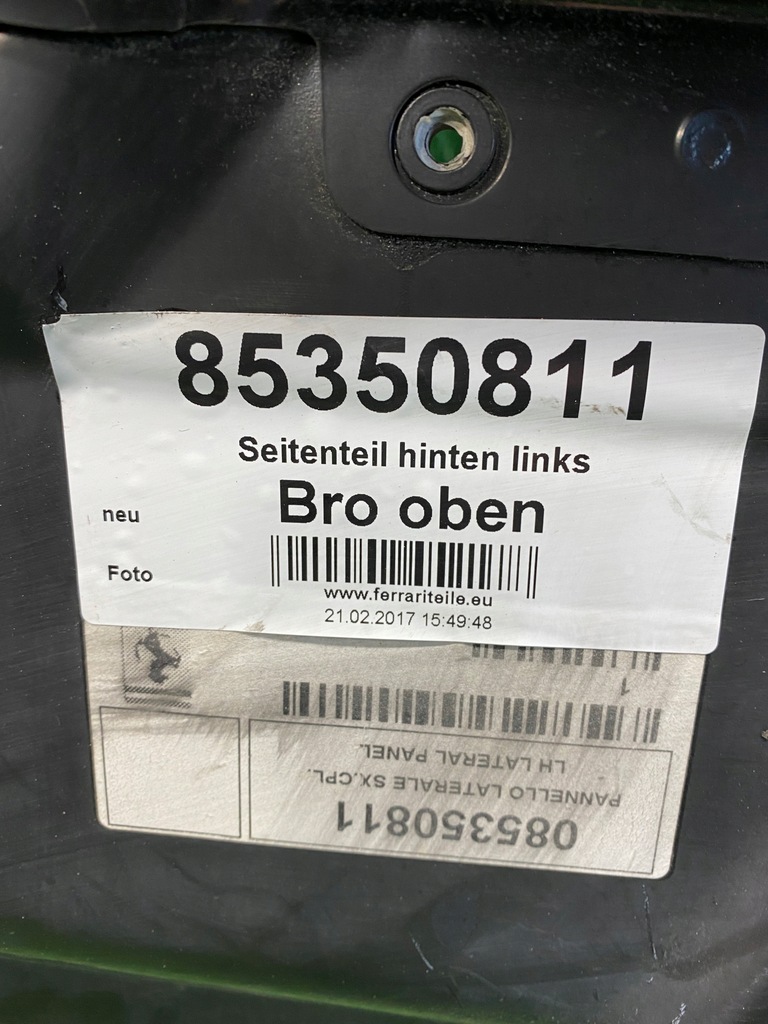 85350811
Seitenteil hinten links
neu
Bro oben
Foto
www.ferrariteile.eu
21.02.2017 15:49:48
085350811
PANNELLO LATERALE SX.CPL.
LH LATERAL PANEL.
1